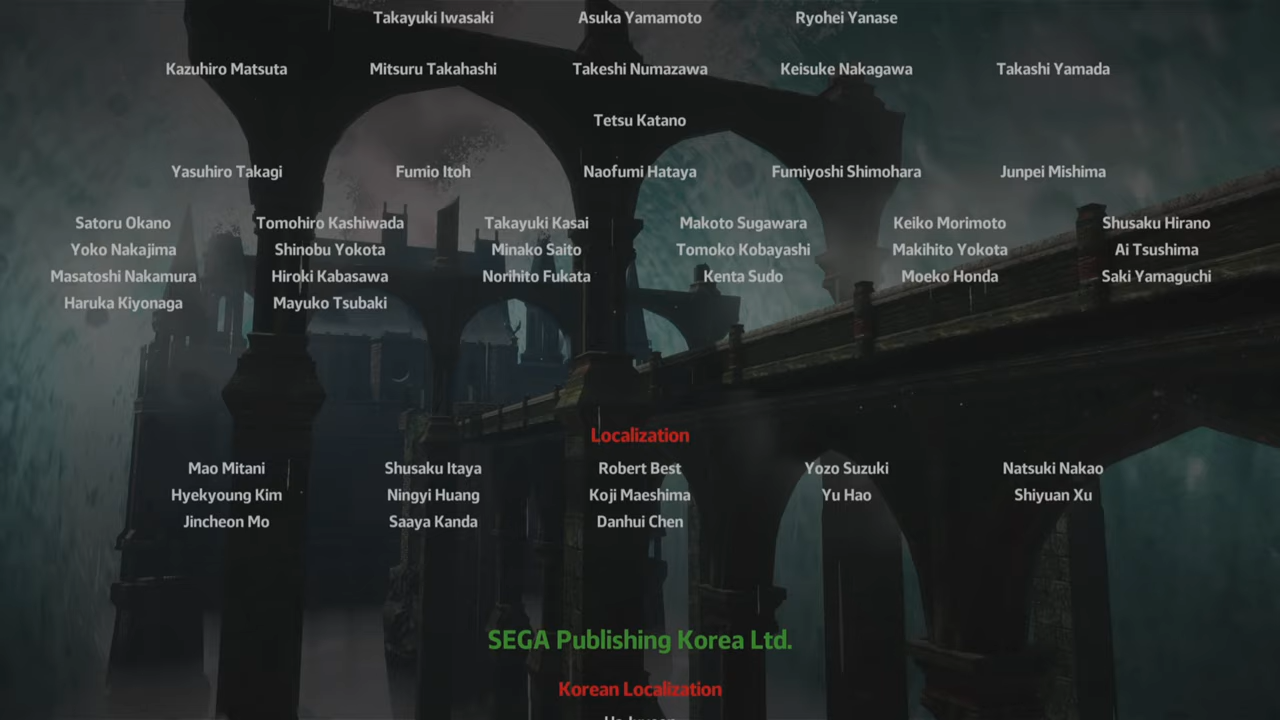 Takayuki Iwasaki Asuka Yamamoto Ryohei Yanase
Kazuhiro Matsuta Mitsuru Takahashi Takeshi Numazawa Keisuke Nakagawa Takashi Yamada
Tetsu Katano
Yasuhiro Takagi Fumio Itoh Naofumi Hataya Fumiyoshi Shimohara Junpei Mishima
Satoru Okano Tomohiro Kashiwada Takayuki Kasai Makoto Sugawara Keiko Morimoto Shusaku Hirano
Yoko Nakajima Shinobu Yokota Minako Saito Tomoko Kobayashi Makihito Yokota Ai Tsushima
Masatoshi Nakamura Hiroki Kabasawa Norihito Fukata Kenta Sudo Moeko Honda Saki Yamaguchi
Haruka Kiyonaga Mayuko Tsubaki
Localization
Mao Mitani Shusaku Itaya Robert Best Yozo Suzuki Natsuki Nakao
Hyekyoung Kim Ningyi Huang Koji Maeshima Yu Hao Shiyuan Xu
Jincheon Mo Saaya Kanda Danhui Chen
SEGA Publishing Korea Ltd.
Korean Localization